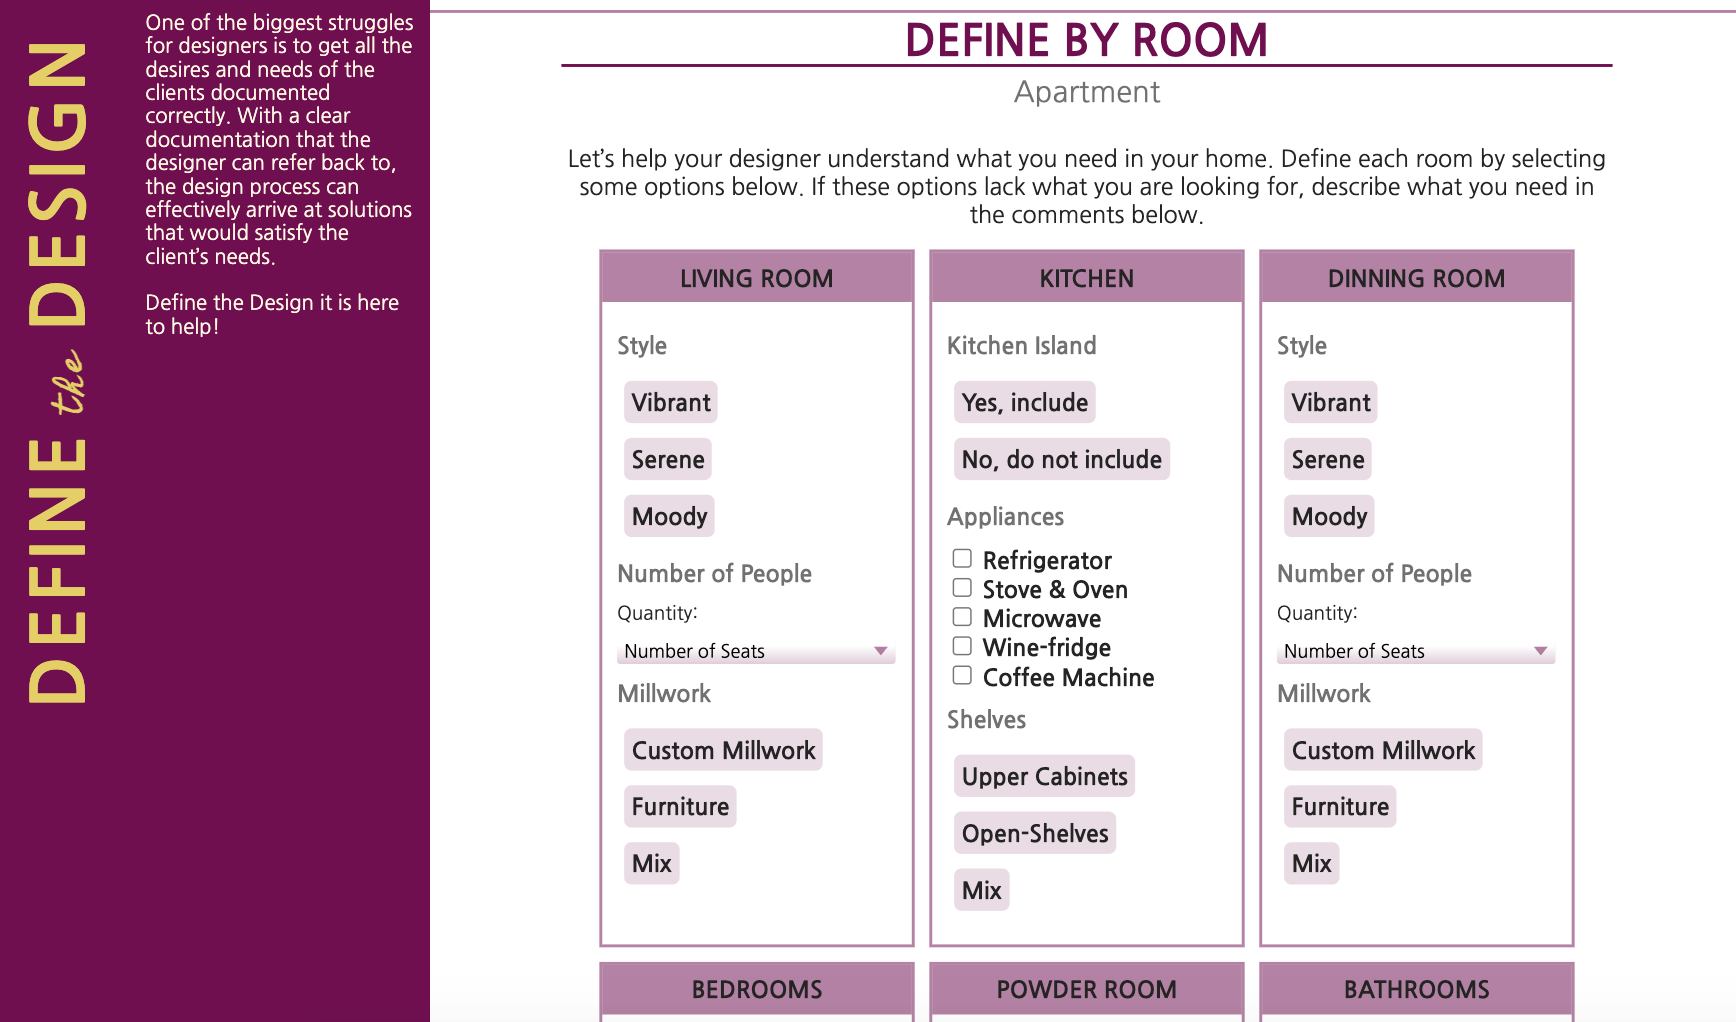 DEFINE the DESIGN
One of the biggest struggles
for designers is to get all the
desires and needs of the
clients documented
correctly. With a clear
documentation that the
designer can refer back to,
the design process can
effectively arrive at solutions
that would satisfy the
client's needs.
Define the Design it is here
to help!
DEFINE BY ROOM
Apartment
Let's help your designer understand what you need in your home. Define each room by selecting
some options below. If these options lack what you are looking for, describe what you need in
the comments below.
LIVING ROOM
Style
Vibrant
Serene
Moody
Number of People
Quantity:
Number of Seats
Millwork
Custom Millwork
Furniture
Mix
KITCHEN
Kitchen Island
Yes, include
No, do not include
Appliances
Refrigerator
Stove & Oven
Microwave
Wine-fridge
Coffee Machine
Shelves
Upper Cabinets
Open-Shelves
Mix
DINNING ROOM
Style
Vibrant
Serene
Moody
Number of People
Quantity:
Number of Seats
Millwork
Custom Millwork
Furniture
Mix
BEDROOMS
POWDER ROOM
BATHROOMS